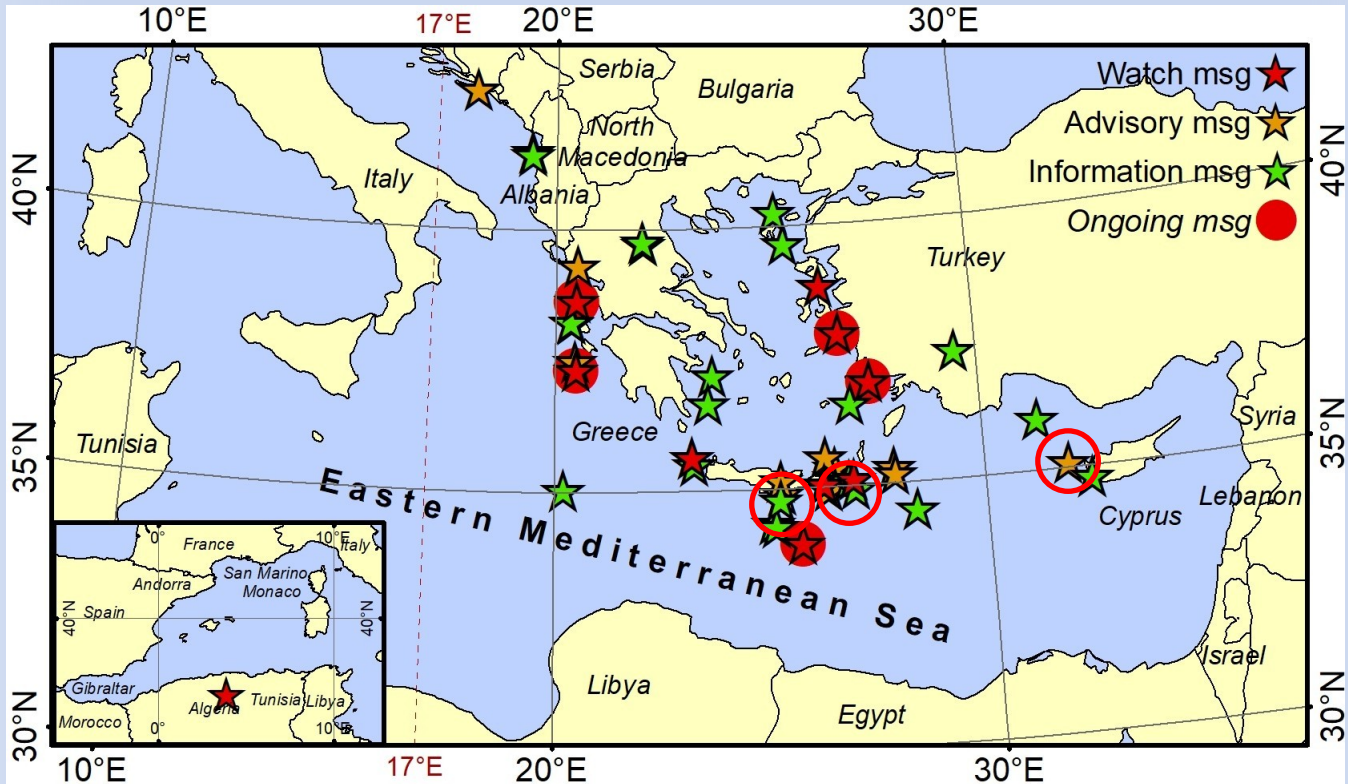 10°E
17°E
20°E
30°E
Serbia
Bulgaria
Watch msg
Advisory msg
Information msg
Ongoing msg
North
Macedonia
Albania
Italy
40°N
40°N
Turkey
Greece
Tunisia
35°N
35°N
Syria
Lebanon
Cyprus
Eastern Mediterranean Sea
Israel
Libya
Egypt
30°N
30°N
10°E
17°E
20°E
30°E
0°
10°E
France
Italy
Andorra
San Marino
Monaco
Spain
40°N
40°N
Gibraltar
Algeria
Tunisia
Libya
Morocco
0°
10°E